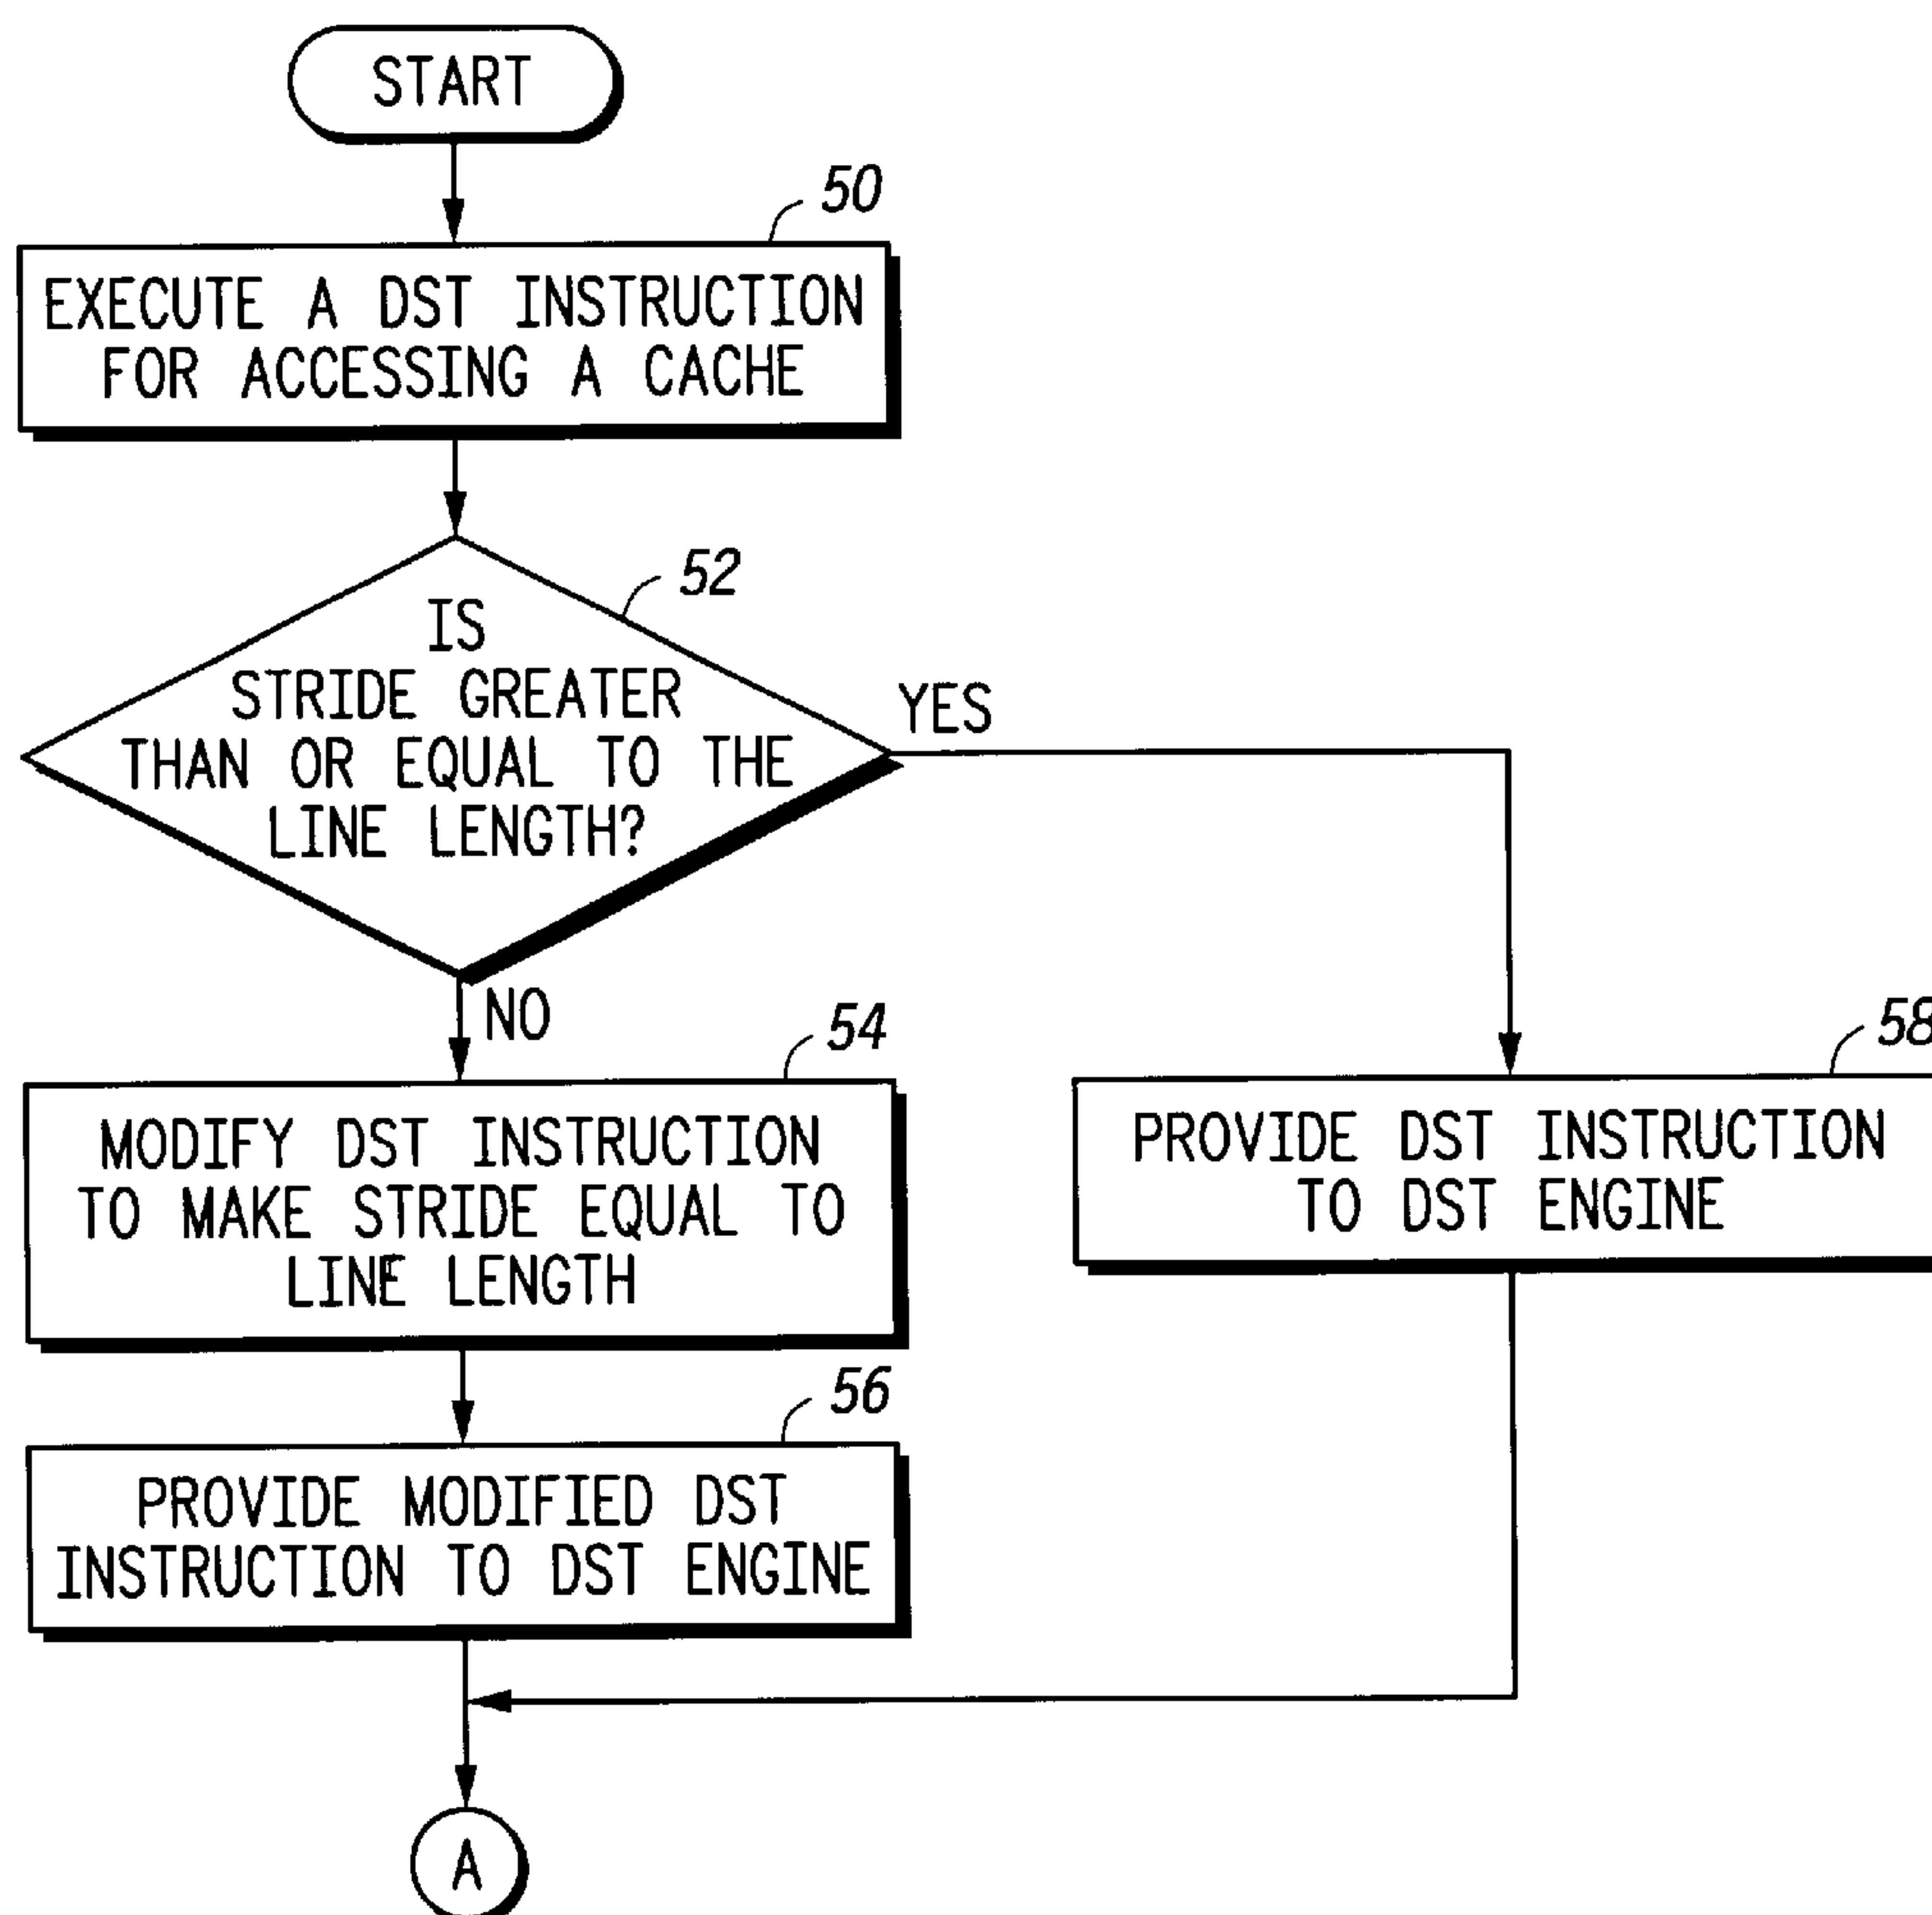 START
50
EXECUTE A DST INSTRUCTION
FOR ACCESSING A CACHE
52
IS
STRIDE GREATER
THAN OR EQUAL TO THE
LINE LENGTH?
YES
NO
54
MODIFY DST INSTRUCTION
TO MAKE STRIDE EQUAL TO
LINE LENGTH
58
PROVIDE DST INSTRUCTION
TO DST ENGINE
56
PROVIDE MODIFIED DST
INSTRUCTION TO DST ENGINE
A